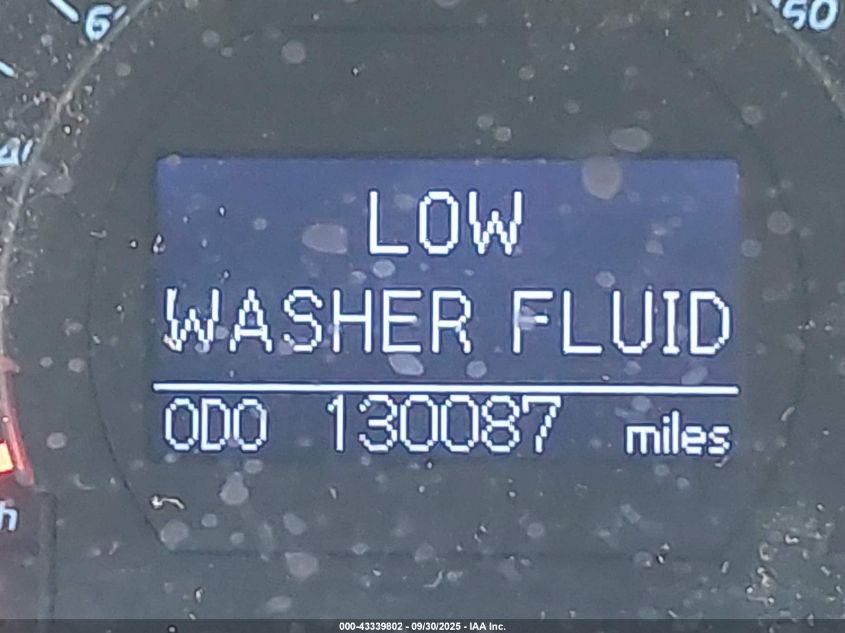 LOW
WASHER FLUID
ODO 130087 miles
000-43339802 - 09/30/2025 - IAA Inc.